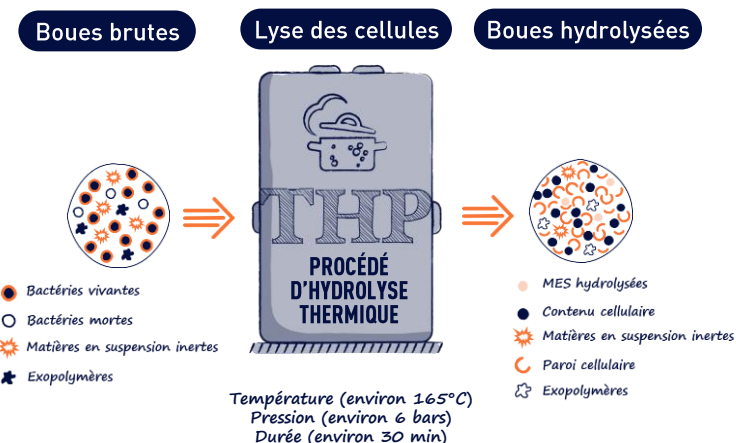 Boues brutes
Lyse des cellules
Boues hydrolysées
THP
PROCÉDÉ
D'HYDROLYSE
THERMIQUE
Bactéries vivantes
Bactéries mortes
Matières en suspension inertes
Exopolymères
MES hydrolysées
Contenu cellulaire
Matières en suspension inertes
Paroi cellulaire
Exopolymères
Température (environ 165°C)
Pression (environ 6 bars)
Durée (environ 30 min)